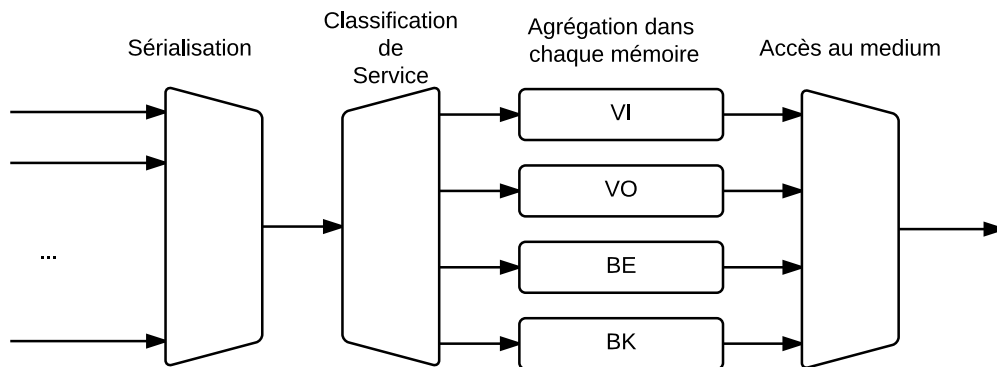 Sérialisation
Classification
de
Service
Agrégation dans
chaque mémoire
Accès au medium
VI
VO
...
BE
BK